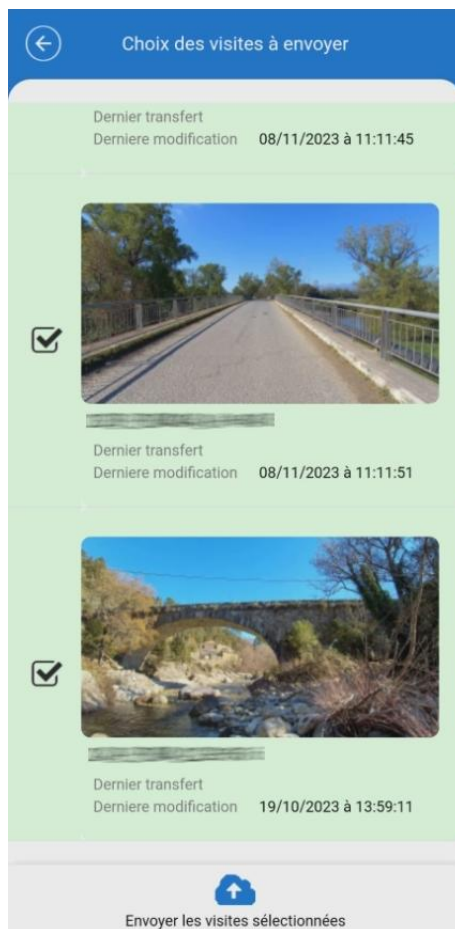 Choix des visites à envoyer
Dernier transfert
Derniere modification 08/11/2023 à 11:11:45
Dernier transfert
Derniere modification 08/11/2023 à 11:11:51
Dernier transfert
Derniere modification 19/10/2023 à 13:59:11
Envoyer les visites sélectionnées